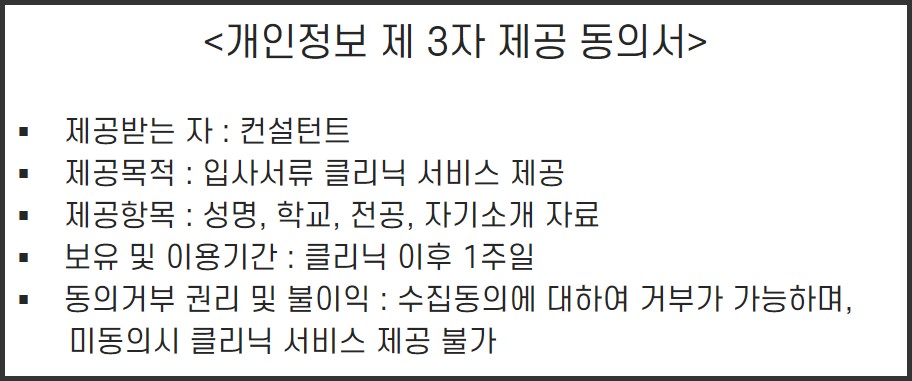 <개인정보 제 3자 제공 동의서>
▪ 제공받는 자 : 컨설턴트
▪ 제공목적 : 입사서류 클리닉 서비스 제공
▪ 제공항목 : 성명, 학교, 전공, 자기소개 자료
▪ 보유 및 이용기간 : 클리닉 이후 1주일
▪ 동의거부 권리 및 불이익 : 수집동의에 대하여 거부가 가능하며,
미동의시 클리닉 서비스 제공 불가